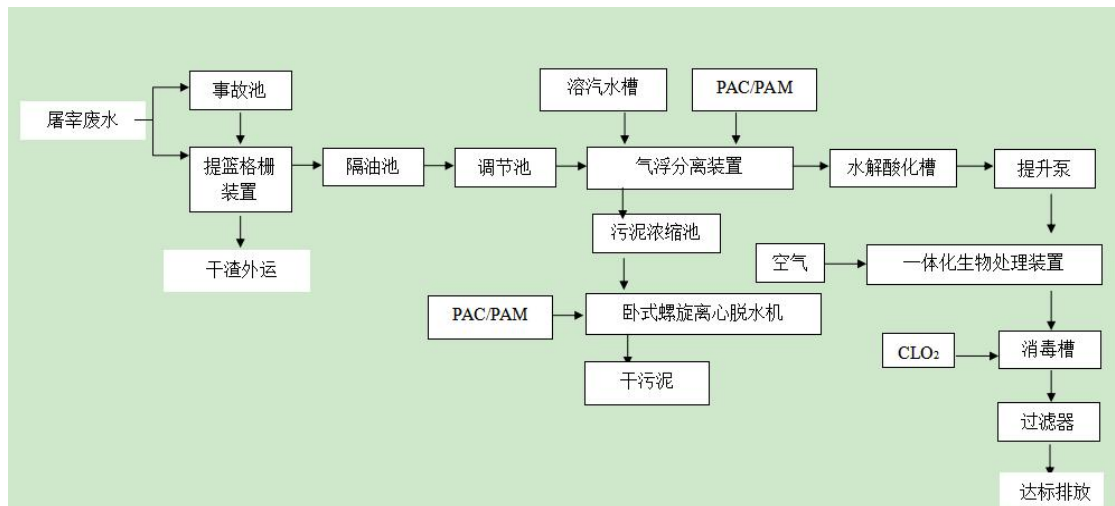 事故池
溶汽水槽
PAC/PAM
屠宰废水
提篮格栅
装置
隔油池
调节池
气浮分离装置
水解酸化槽
提升泵
污泥浓缩池
干渣外运
空气
一体化生物处理装置
PAC/PAM
卧式螺旋离心脱水机
CLO₂
消毒槽
干污泥
过滤器
达标排放